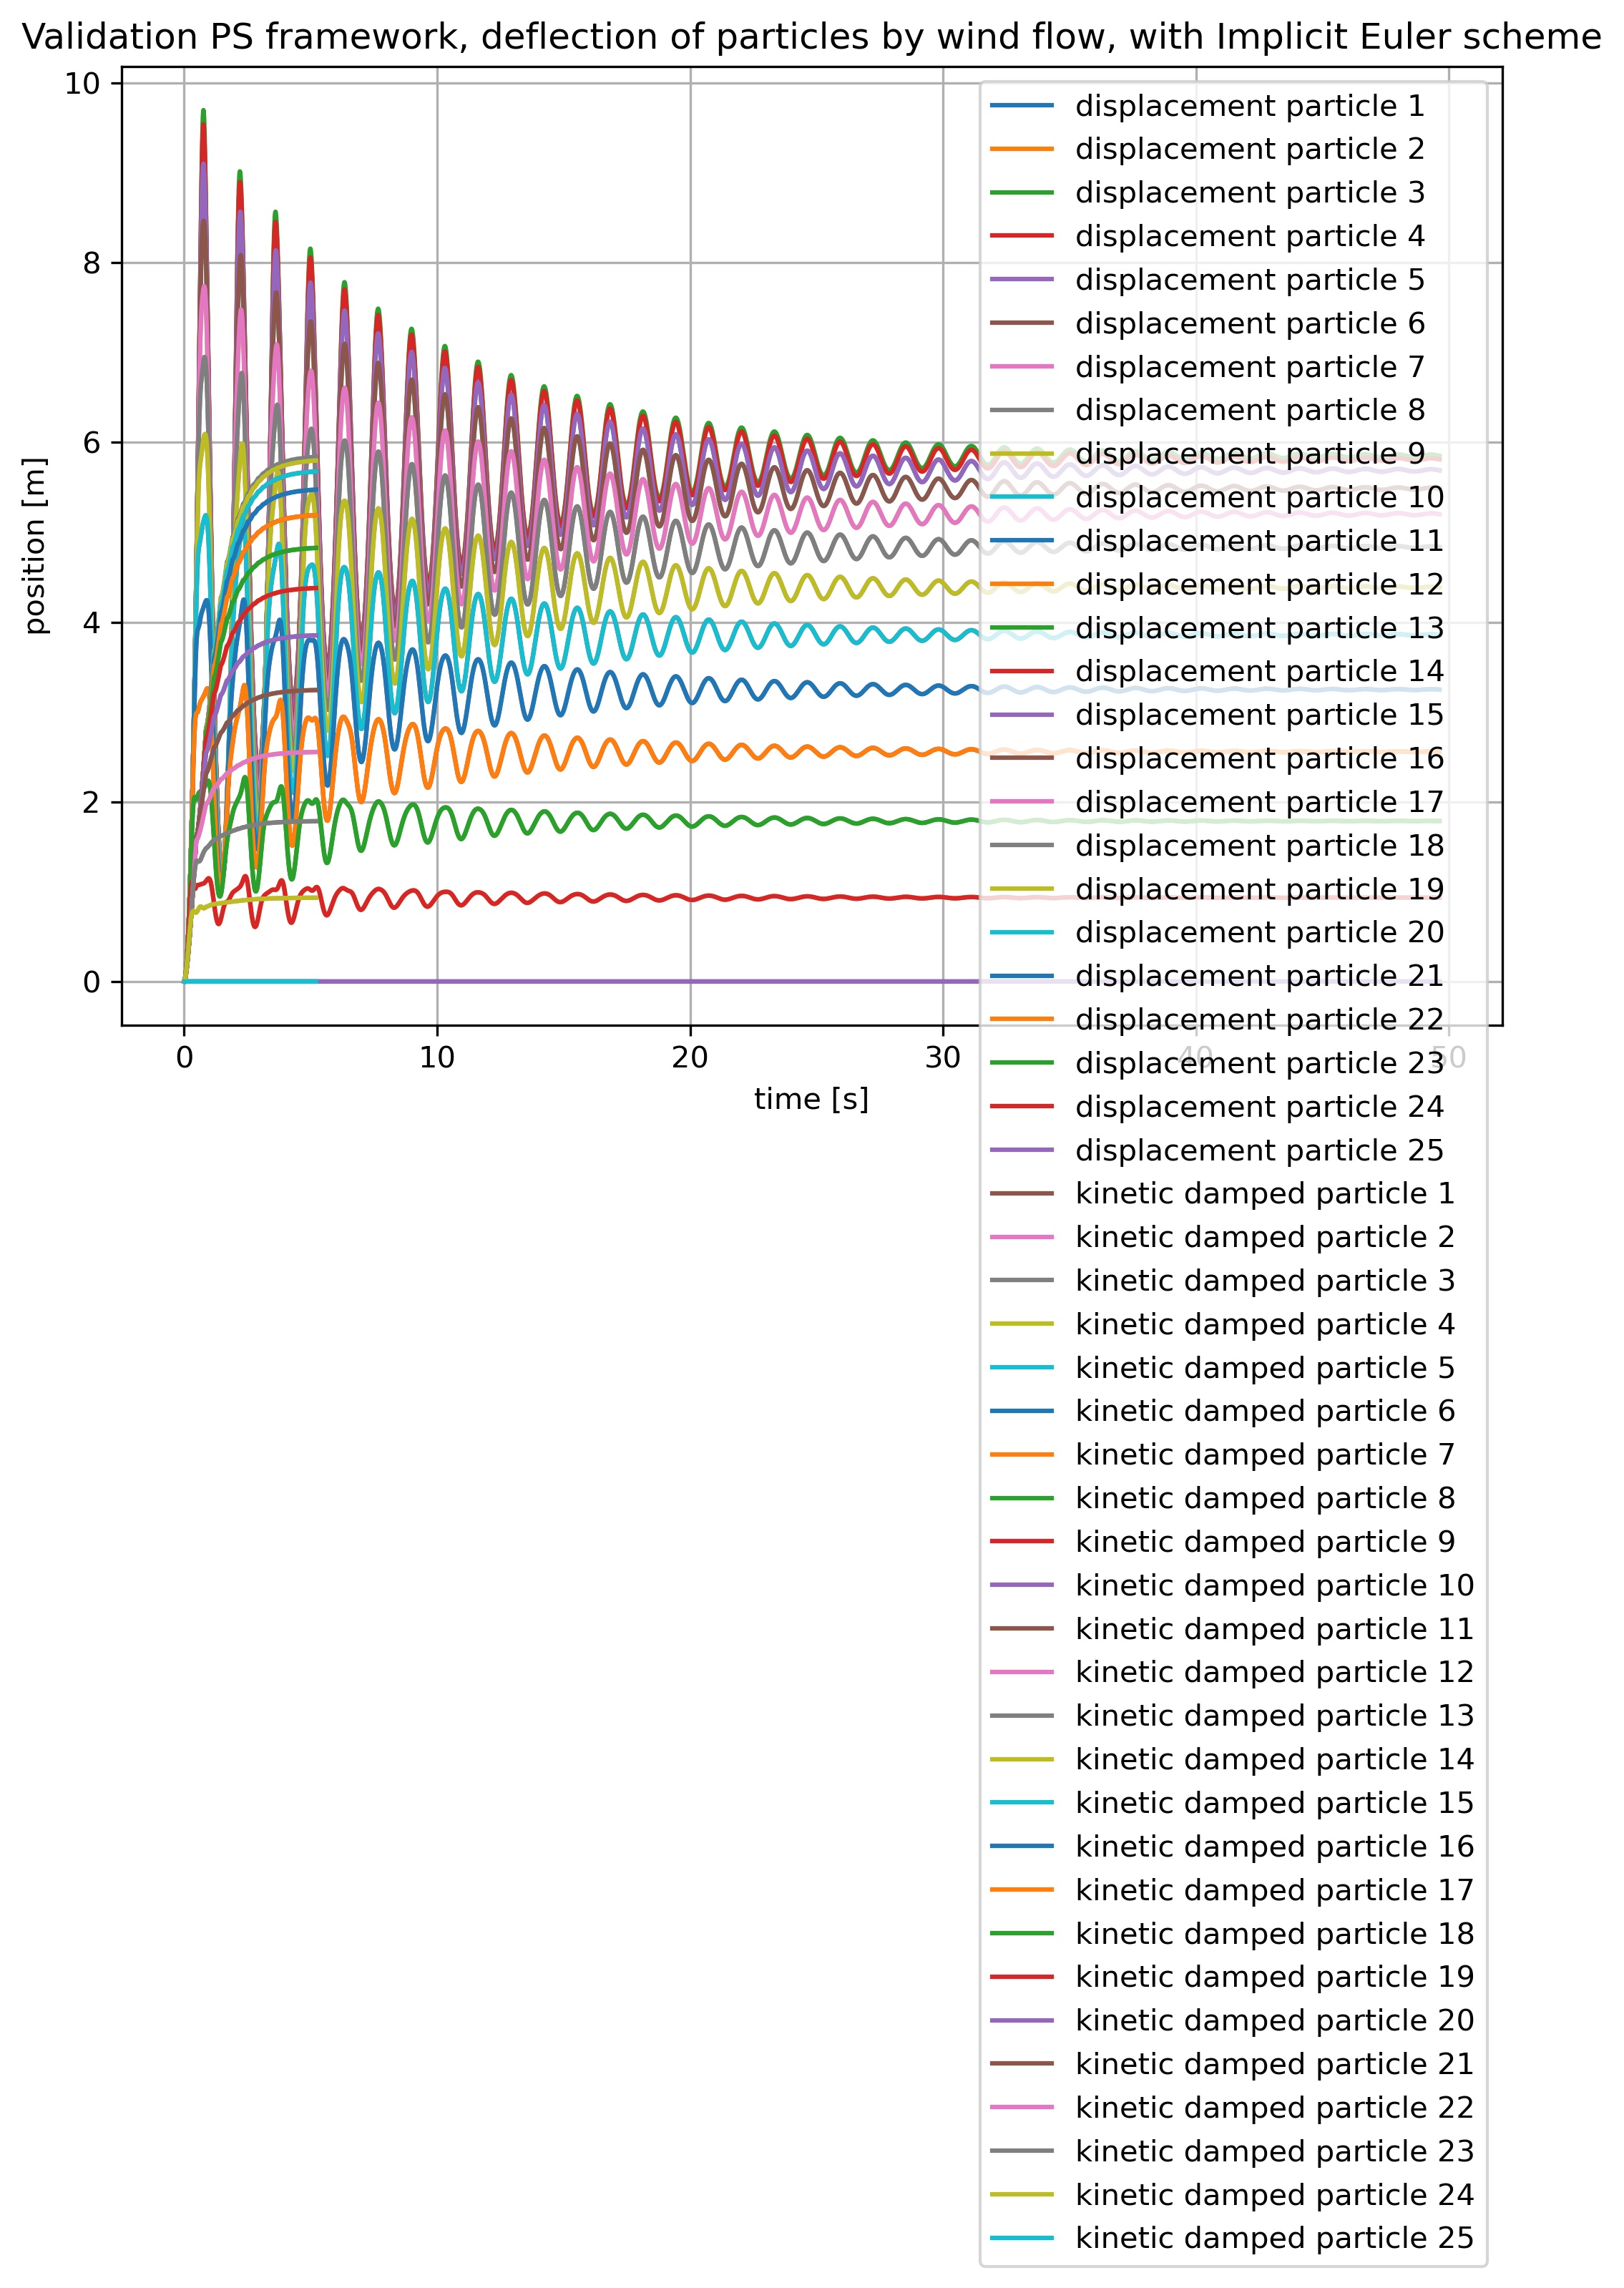 Validation PS framework, deflection of particles by wind flow, with Implicit Euler scheme
position [m]
10
8
6
4
2
0
0
10
20
30
40
50
time [s]
displacement particle 1
displacement particle 2
displacement particle 3
displacement particle 4
displacement particle 5
displacement particle 6
displacement particle 7
displacement particle 8
displacement particle 9
displacement particle 10
displacement particle 11
displacement particle 12
displacement particle 13
displacement particle 14
displacement particle 15
displacement particle 16
displacement particle 17
displacement particle 18
displacement particle 19
displacement particle 20
displacement particle 21
displacement particle 22
displacement particle 23
displacement particle 24
displacement particle 25
kinetic damped particle 1
kinetic damped particle 2
kinetic damped particle 3
kinetic damped particle 4
kinetic damped particle 5
kinetic damped particle 6
kinetic damped particle 7
kinetic damped particle 8
kinetic damped particle 9
kinetic damped particle 10
kinetic damped particle 11
kinetic damped particle 12
kinetic damped particle 13
kinetic damped particle 14
kinetic damped particle 15
kinetic damped particle 16
kinetic damped particle 17
kinetic damped particle 18
kinetic damped particle 19
kinetic damped particle 20
kinetic damped particle 21
kinetic damped particle 22
kinetic damped particle 23
kinetic damped particle 24
kinetic damped particle 25